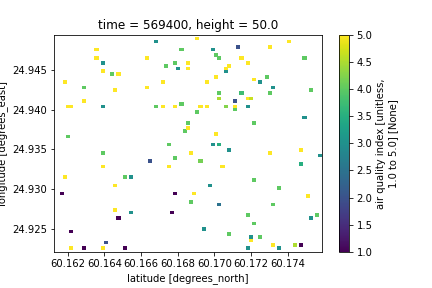 time = 569400, height = 50.0
24.945
24.940
24.935
24.930
24.925
longitude [degrees_east]
60.162 60.164 60.166 60.168 60.170 60.172 60.174
latitude [degrees_north]
5.0
4.5
4.0
3.5
3.0
2.5
2.0
1.5
1.0
air quality index [unitless,
1.0 to 5.0] [None]